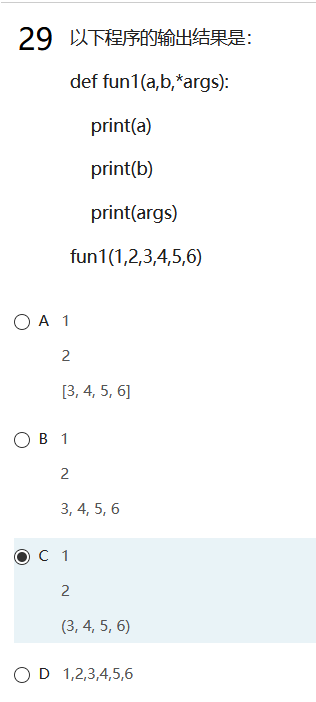 29 以下程序的输出结果是：
def fun1(a,b,*args):
print(a)
print(b)
print(args)
fun1(1,2,3,4,5,6)
A 1
2
[3, 4, 5, 6]
B 1
2
3, 4, 5, 6
C 1
2
(3, 4, 5, 6)
D 1,2,3,4,5,6